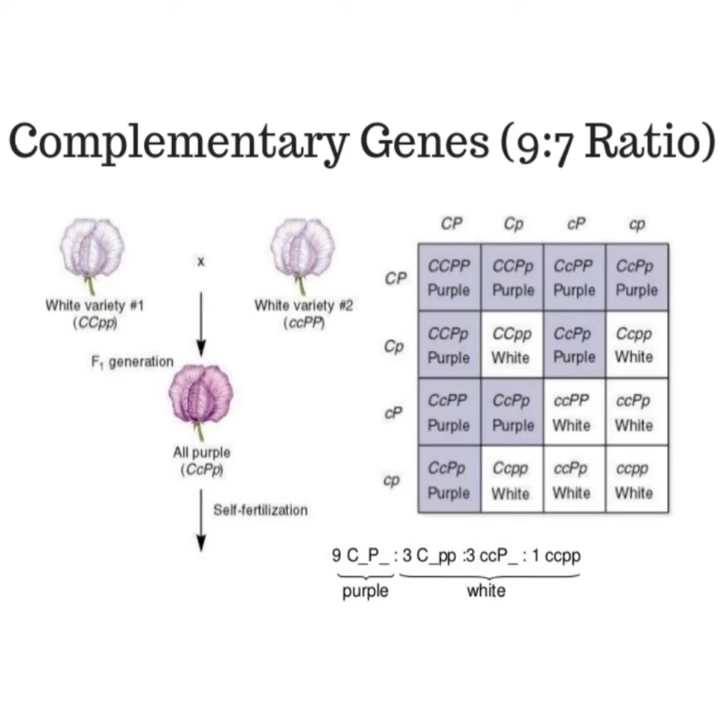 Complementary Genes (9:7 Ratio)
x
White variety #1
(CCpp)
White variety #2
(ccPP)
F₁ generation
All purple
(CcPp)
Self-fertilization
CP Cp cP cp
CP CCPP CCPp CcPP CcPp
Purple Purple Purple Purple
Cp CCPp CCpp CcPp Ccpp
Purple White Purple White
cP CcPP CcPp ccPP ccPp
Purple Purple White White
cp CcPp Ccpp ccPp ccpp
Purple White White White
9 C_P_ : 3 C_pp :3 ccP_ : 1 ccpp
purple white